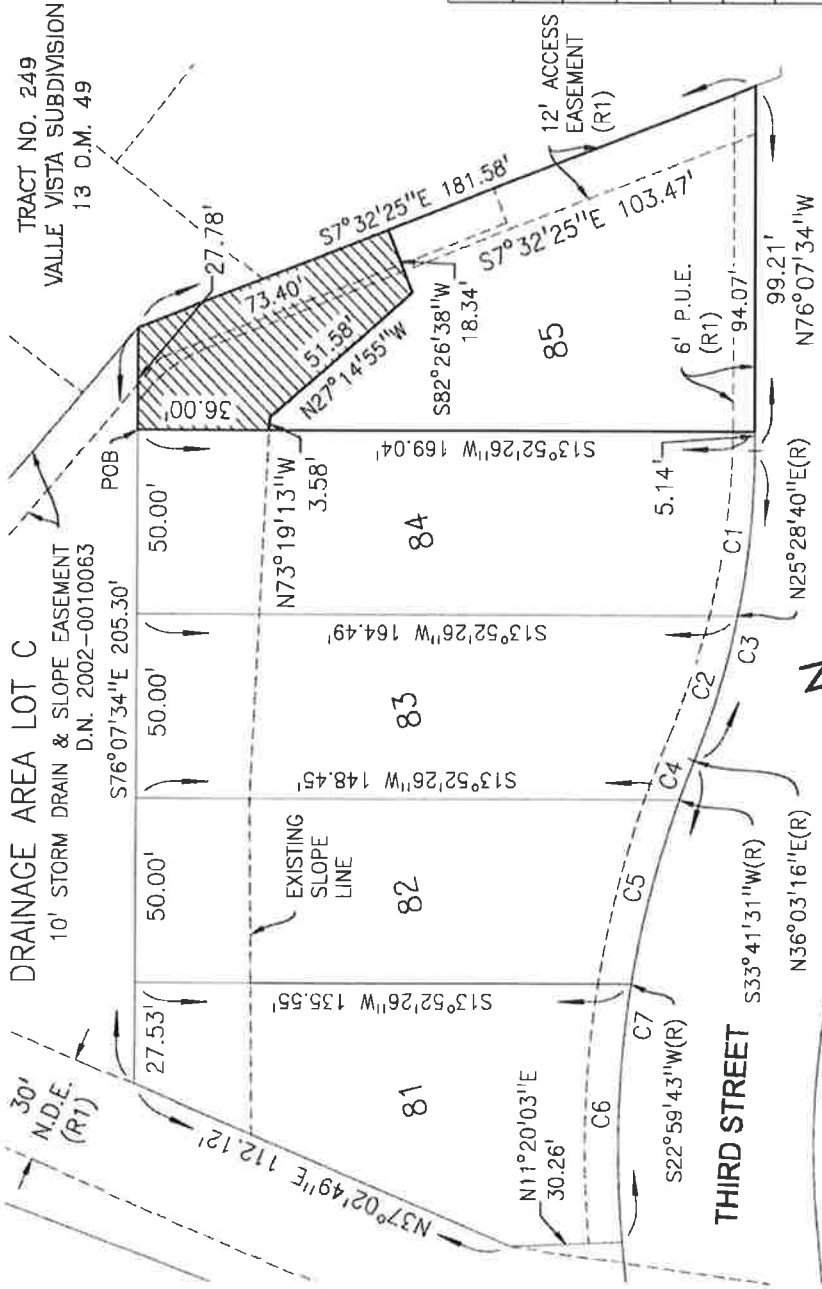 TRACT NO. 249
VALLE VISTA SUBDIVISION
13 O.M. 49
DRAINAGE AREA LOT C
10' STORM DRAIN & SLOPE EASEMENT
D.N. 2002-0010063
S76°07'34"E 205.30'
30'
N.D.E.
(R1)
27.53'
50.00'
50.00'
50.00'
POB
27.78'
36.00'
73.40'
S7°32'25"E 181.58'
12' ACCESS
EASEMENT
(R1)
S7°32'25"E 103.47'
51.58'
N27°14'55"W
S82°26'38"W
18.34'
N73°19'13"W
3.58'
EXISTING
SLOPE
LINE
N37°02'49"E 112.12'
S13°52'26"W 135.55'
S13°52'26"W 148.45'
S13°52'26"W 164.49'
S13°52'26"W 169.04'
81
82
83
84
85
6' P.U.E.
(R1)
94.07'
99.21'
N76°07'34"W
5.14'
N11°20'03"E
30.26'
C6
C7
C5
C4
C2
C3
C1
N25°28'40"E(R)
S22°59'43"W(R)
S33°41'31"W(R)
N36°03'16"E(R)
THIRD STREET